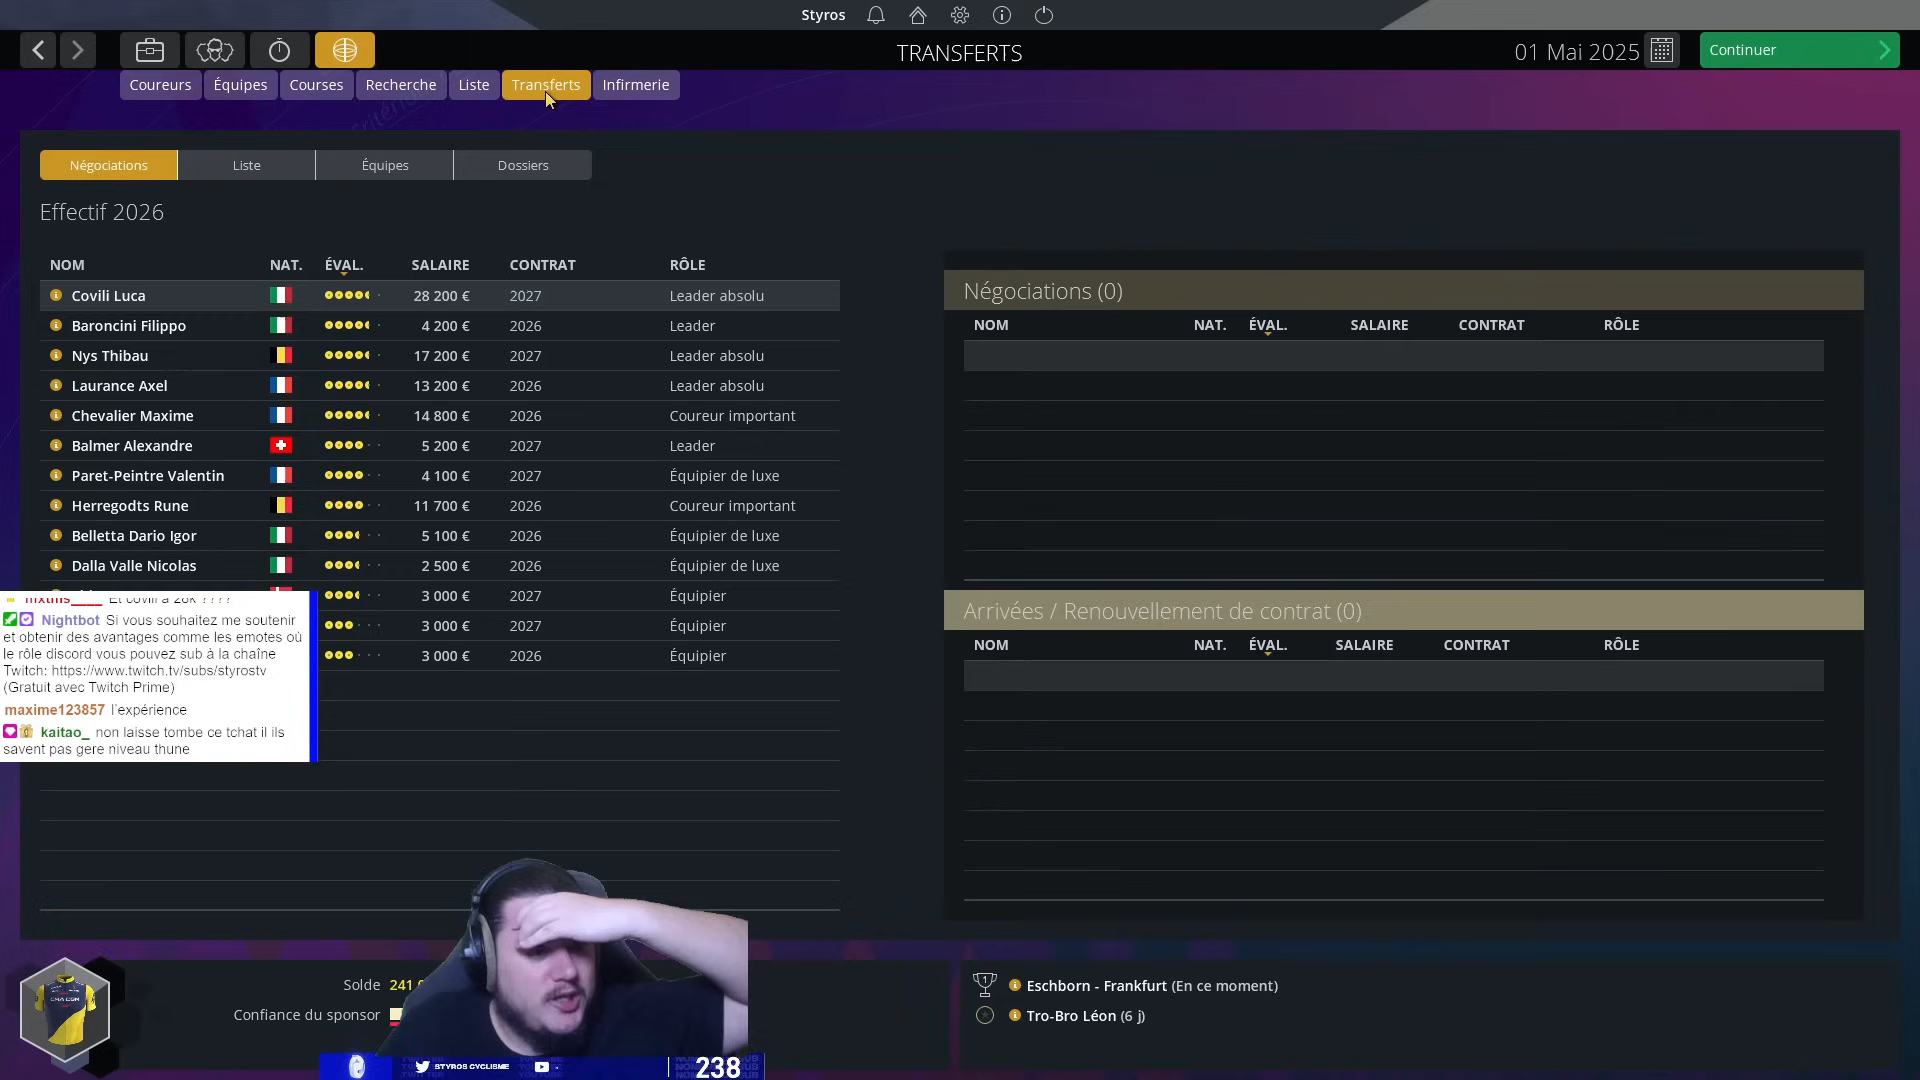 Styros
TRANSFERTS
01 Mai 2025
Continuer
Coureurs
Équipes
Courses
Recherche
Liste
Transferts
Infirmerie
Négociations
Liste
Équipes
Dossiers
Effectif 2026
NOM NAT. ÉVAL. SALAIRE CONTRAT RÔLE
Covili Luca 28 200 € 2027 Leader absolu
Baroncini Filippo 4 200 € 2026 Leader
Nys Thibau 17 200 € 2027 Leader absolu
Laurance Axel 13 200 € 2026 Leader absolu
Chevalier Maxime 14 800 € 2026 Coureur important
Balmer Alexandre 5 200 € 2027 Leader
Paret-Peintre Valentin 4 100 € 2027 Équipier de luxe
Herregodts Rune 11 700 € 2026 Coureur important
Belletta Dario Igor 5 100 € 2026 Équipier de luxe
Dalla Valle Nicolas 2 500 € 2026 Équipier de luxe
3 000 € 2026 Équipier
3 000 € 2027 Équipier
3 000 € 2026 Équipier
Et covili a 28K ????
Nightbot Si vous souhaitez me soutenir
et obtenir des avantages comme les emotes où
le rôle discord vous pouvez sub à la chaîne
Twitch: https://www.twitch.tv/subs/styrostv
(Gratuit avec Twitch Prime)
maxime123857 l'expérience
kaitao_ non laisse tombe ce tchat il ils
savent pas gere niveau thune
Négociations (0)
NOM NAT. ÉVAL. SALAIRE CONTRAT RÔLE
Arrivées / Renouvellement de contrat (0)
NOM NAT. ÉVAL. SALAIRE CONTRAT RÔLE
Solde 241
Confiance du sponsor
CMA CGM
Eschborn - Frankfurt (En ce moment)
Tro-Bro Léon (6 j)
STYROS CYCLISME
238